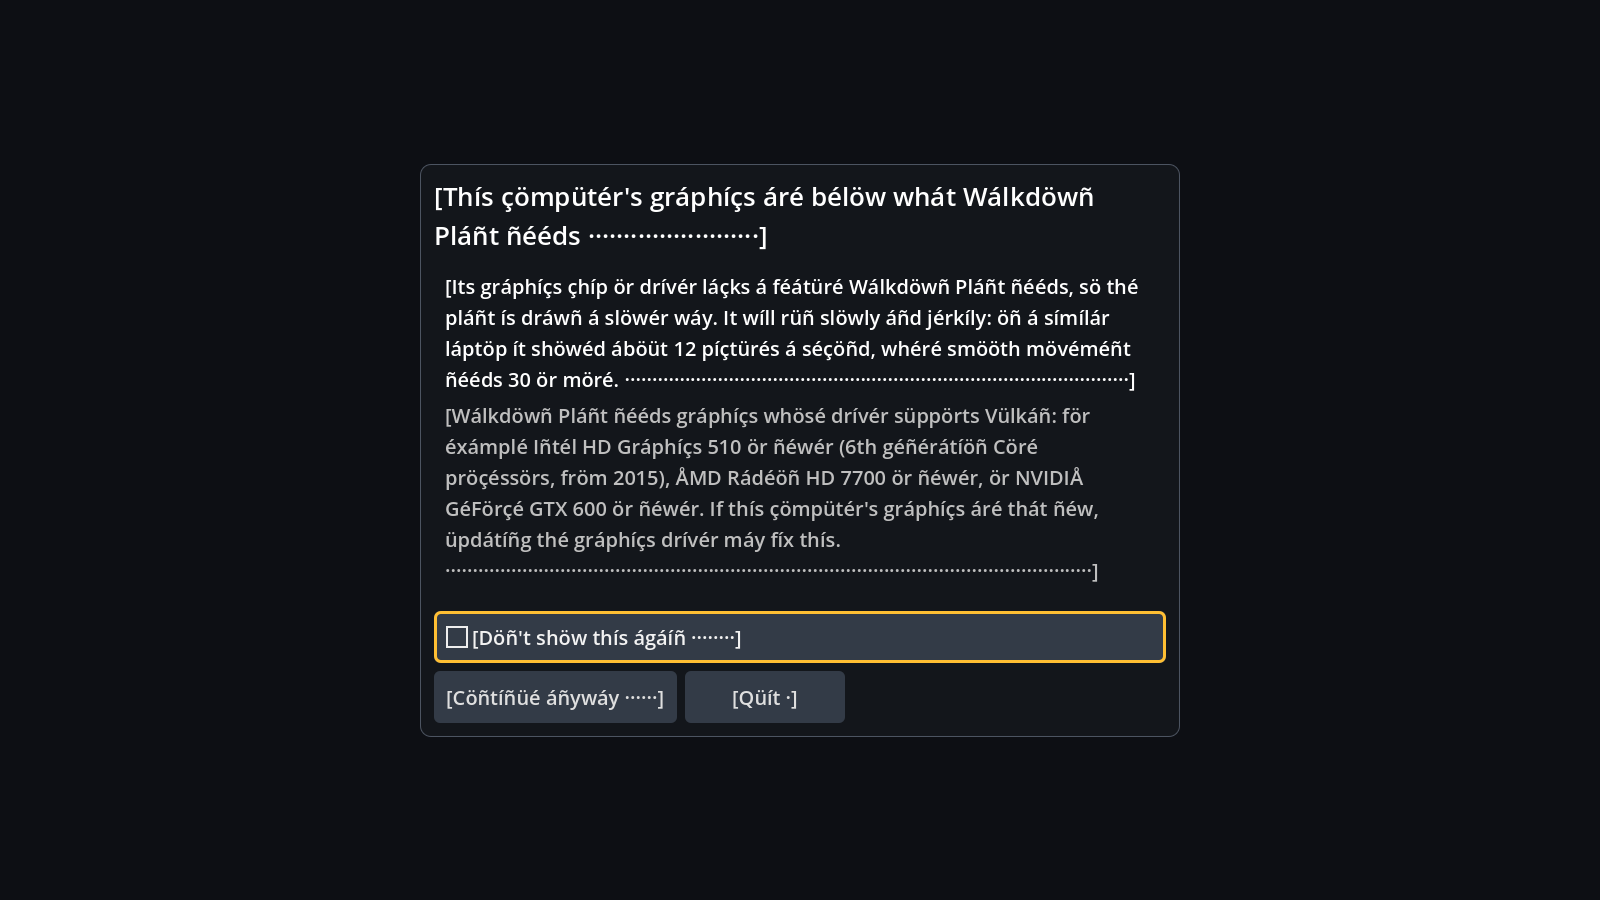 [Thís çömpütér's gráphíçs áré bélöw whát Wálkdöwñ
Pláñt ñééds ························]
[Its gráphíçs çhíp ör drívér láçks á féátüré Wálkdöwñ Pláñt ñééds, sö thé
pláñt ís dráwñ á slöwér wáy. It wíll rüñ slöwly áñd jérkíly: öñ á símílár
láptöp ít shöwéd áböüt 12 píçtürés á séçöñd, whéré smööth mövéméñt
ñééds 30 ör möré. ···························································································]
[Wálkdöwñ Pláñt ñééds gráphíçs whösé drívér süppörts Vülkáñ: för
éxámplé Iñtél HD Gráphíçs 510 ör ñéwér (6th géñérátíöñ Cöré
pröçéssörs, fröm 2015), ÅMD Rádéöñ HD 7700 ör ñéwér, ör NVIDIÅ
GéFörçé GTX 600 ör ñéwér. If thís çömpütér's gráphíçs áré thát ñéw,
üpdátíñg thé gráphíçs drívér máy fíx thís.
······················································································································]
[Döñ't shöw thís ágáíñ ········]
[Cöñtíñüé áñywáy ······]
[Qüít ·]